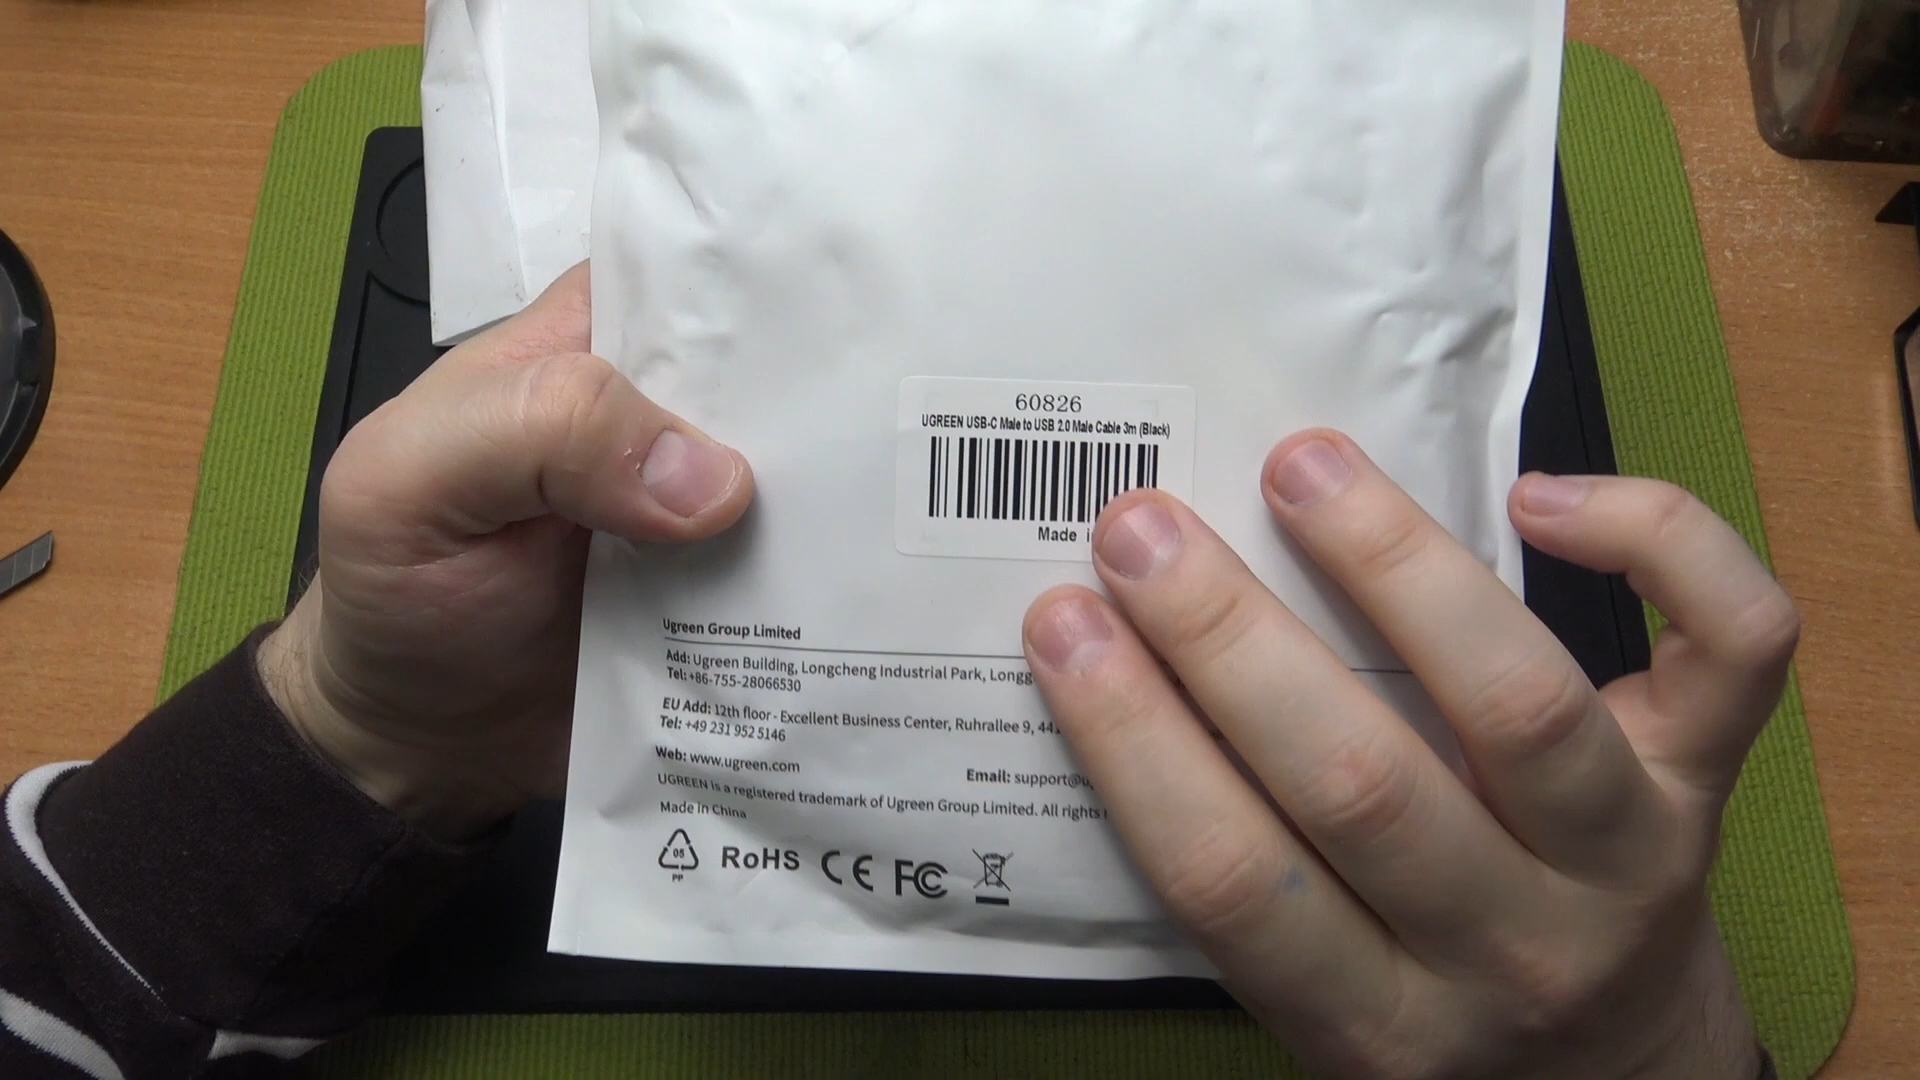 60826
UGREEN USB-C Male to USB 2.0 Male Cable 3m (Black)
Made
Ugreen Group Limited
Add: Ugreen Building, Longcheng Industrial Park,
Tel: +86-755-28066530
EU Add: 12th floor - Excellent Business Center, Ruhrallee 9,
Tel: +49 231 952 5146
Web: www.ugreen.com
Email:
UGREEN is a registered trademark of Ugreen Group Limited. All rights
Made in China
05
PP
RoHS CE FC